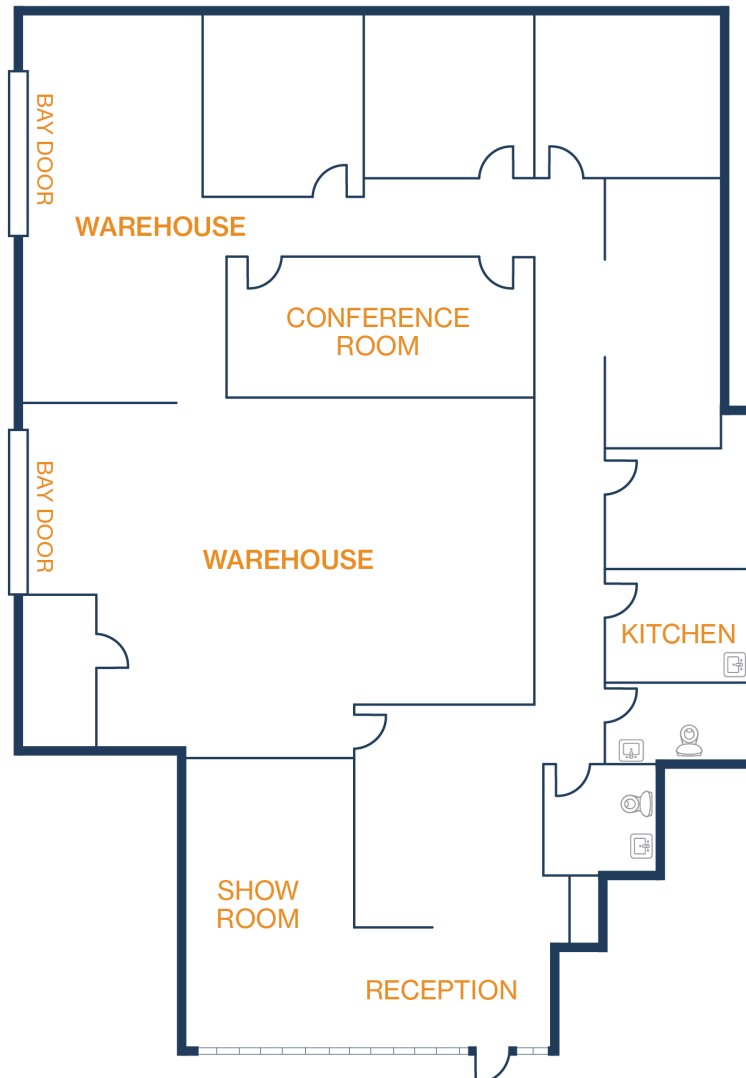 BAY DOOR
WAREHOUSE
CONFERENCE
ROOM
BAY DOOR
WAREHOUSE
KITCHEN
SHOW
ROOM
RECEPTION